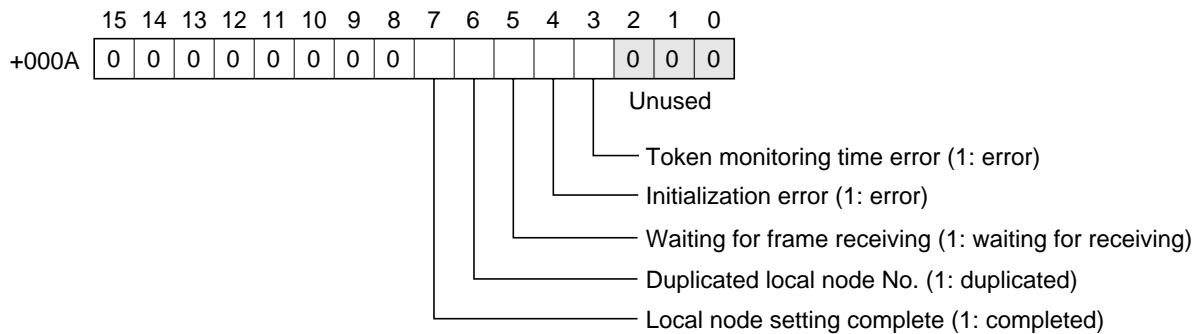 15 14 13 12 11 10 9 8 7 6 5 4 3 2 1 0
+000A 0 0 0 0 0 0 0 0 0 0 0
Unused
Token monitoring time error (1: error)
Initialization error (1: error)
Waiting for frame receiving (1: waiting for receiving)
Duplicated local node No. (1: duplicated)
Local node setting complete (1: completed)